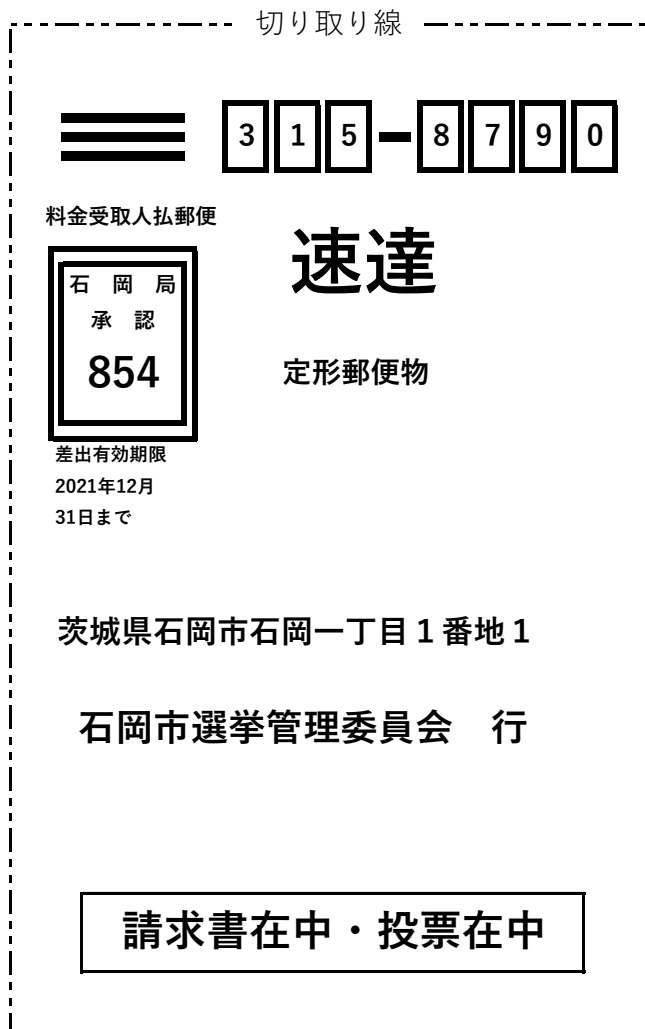 切り取り線
315-8790
料金受取人払郵便
速達
石 岡 局
承 認
854
定形郵便物
差出有効期限
2021年12月
31日まで
茨城県石岡市石岡一丁目1番地1
石岡市選挙管理委員会 行
請求書在中・投票在中